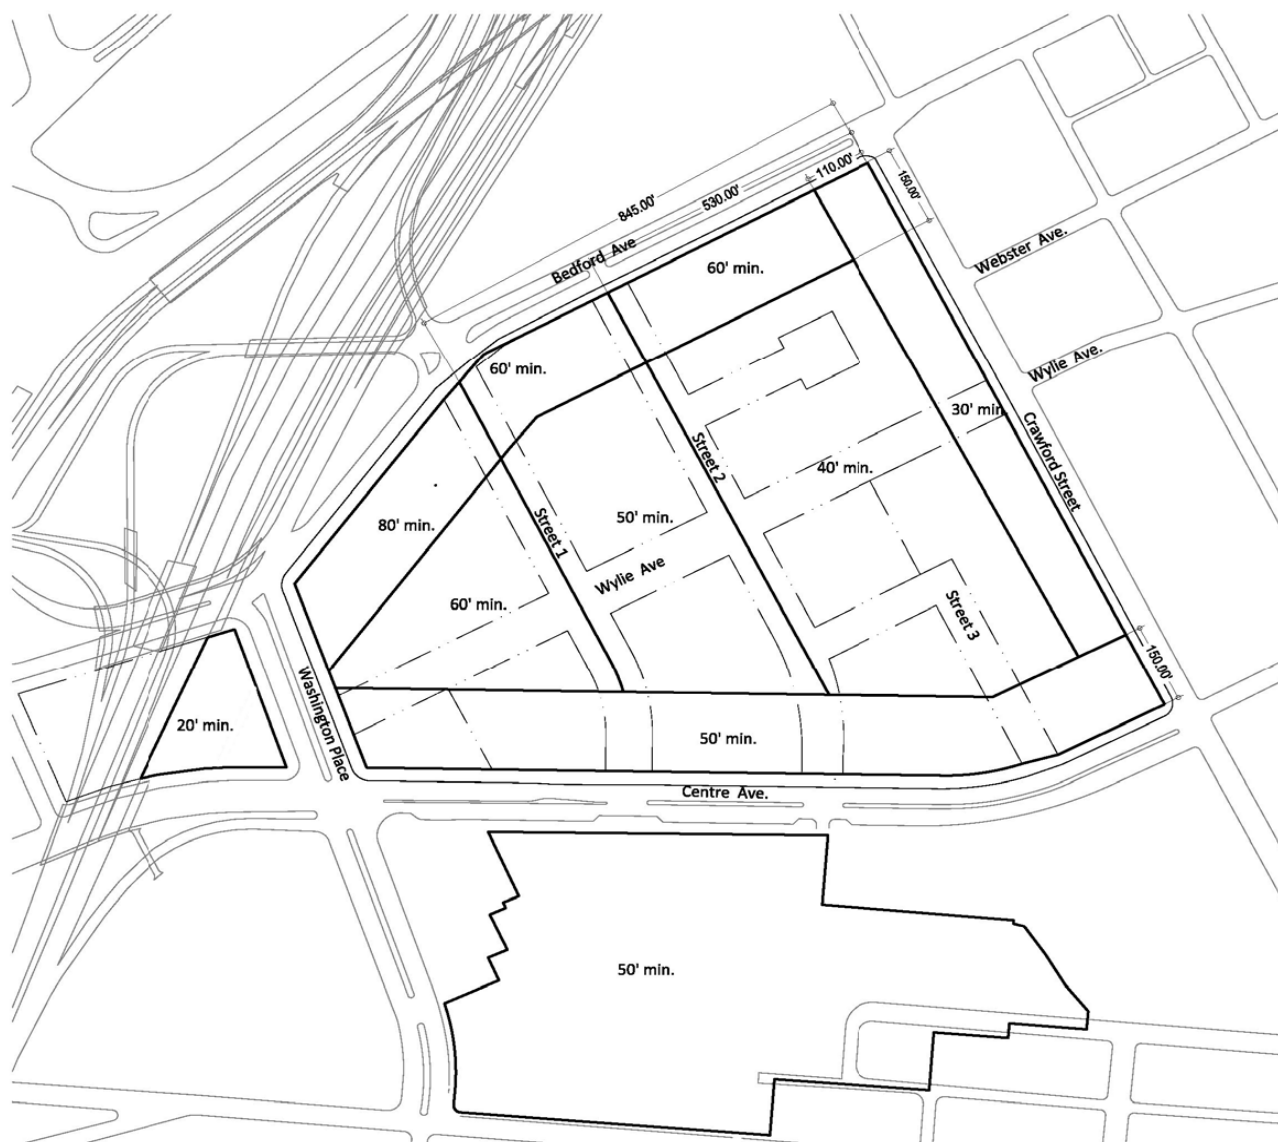 110.00'
150.00'
530.00'
845.00'
Bedford Ave
Webster Ave.
60' min.
Wylie Ave.
60' min.
30' min
Crawford Street
Street 2
40' min.
80' min.
50' min.
Street 1
Wylie Ave
60' min.
Street 3
150.00'
Washington Place
20' min.
50' min.
Centre Ave.
50' min.